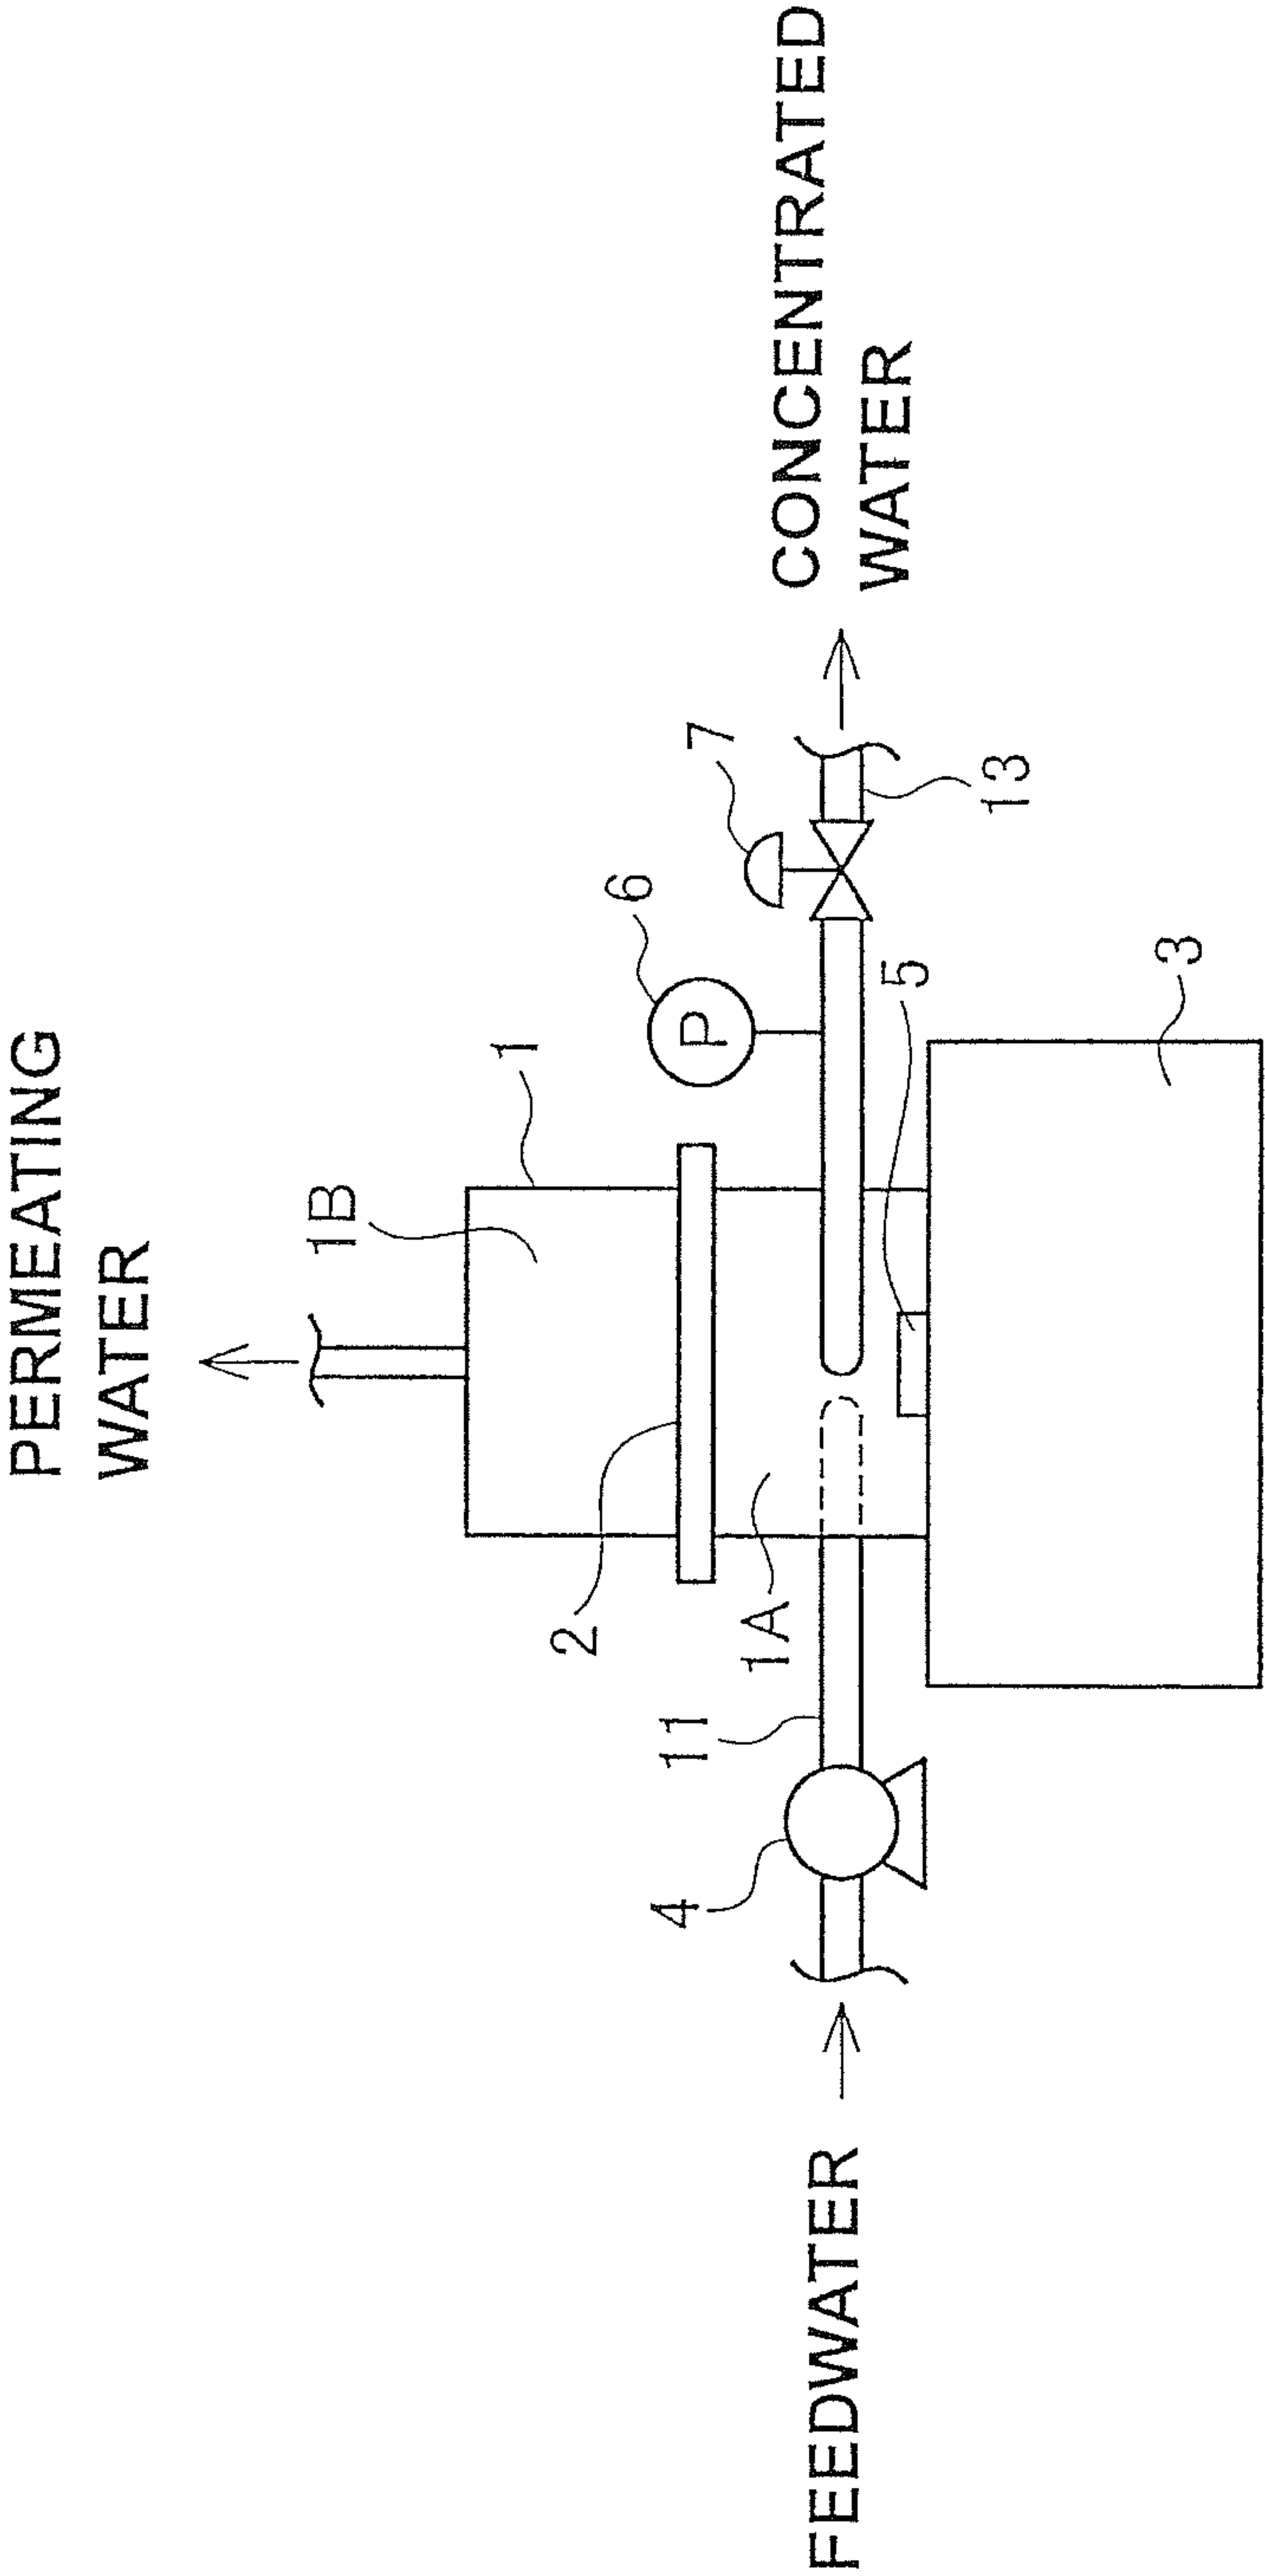 PERMEATING
WATER
1B
1
2
6
P
7
CONCENTRATED
WATER
1A
11
4
5
13
3
FEEDWATER